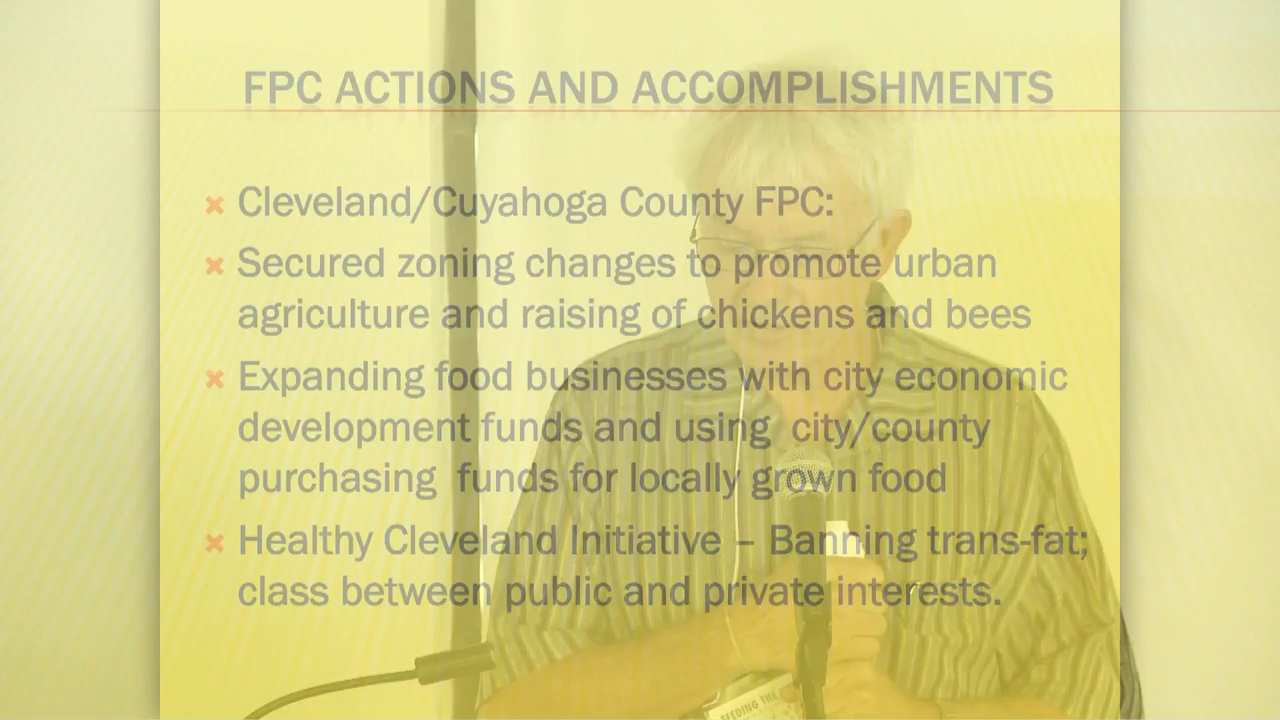 FPC ACTIONS AND ACCOMPLISHMENTS
Cleveland/Cuyahoga County FPC:
Secured zoning changes to promote urban
agriculture and raising of chickens and bees
Expanding food businesses with city economic
development funds and using city/county
purchasing funds for locally grown food
Healthy Cleveland Initiative – Banning trans-fat;
class between public and private interests.
FEEDING THE